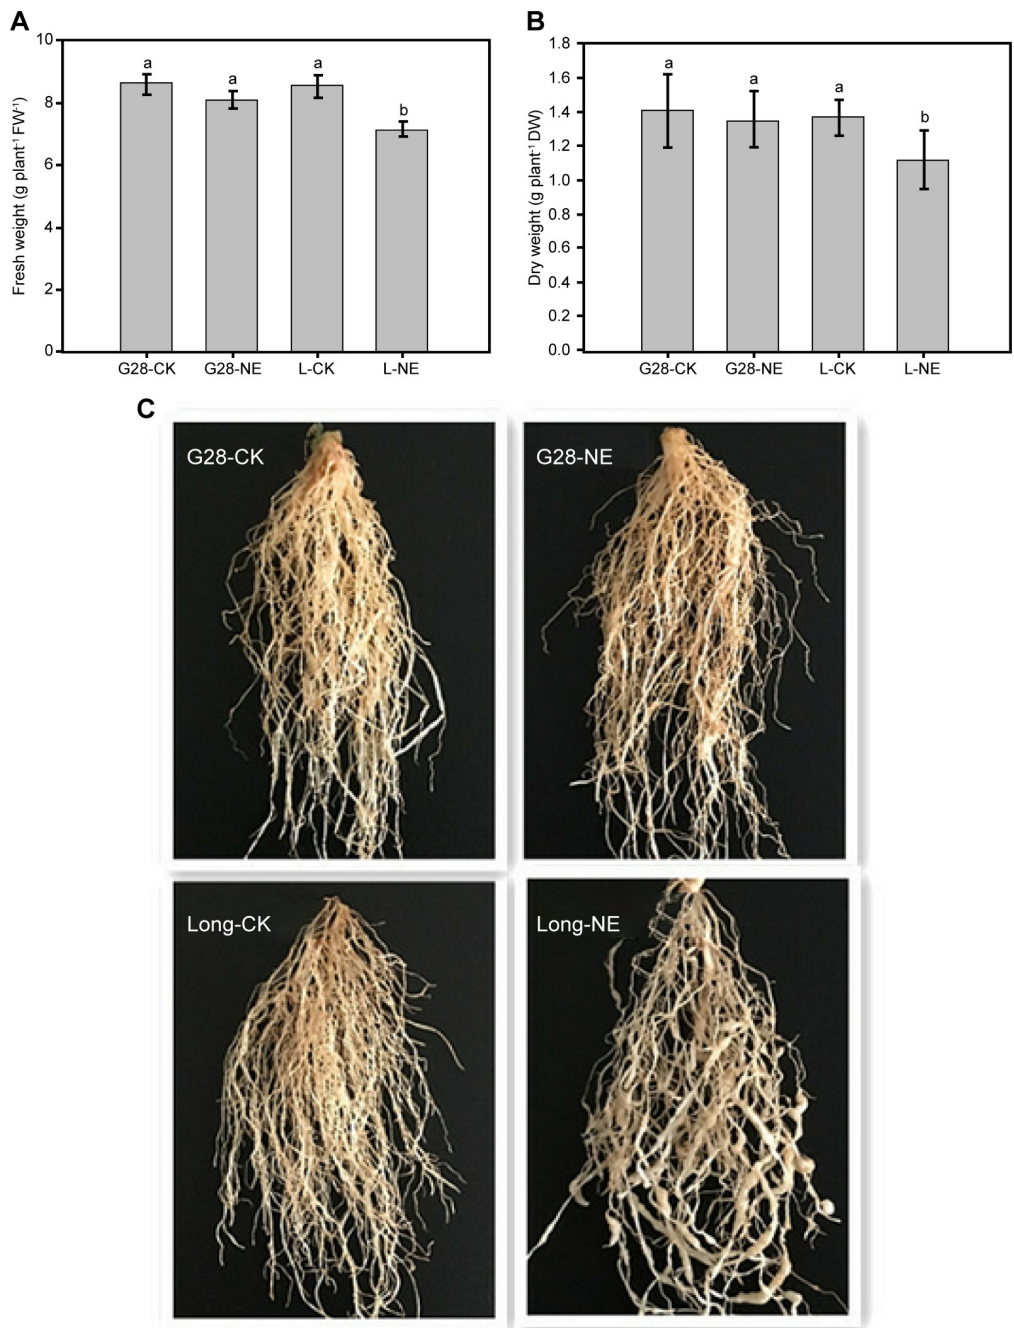 A
10
8
6
4
2
0
Fresh weight (g plant⁻¹ FW⁻¹)
a
a
a
b
G28-CK
G28-NE
L-CK
L-NE
B
1.8
1.6
1.4
1.2
1.0
0.8
0.6
0.4
0.2
0.0
Dry weight (g plant⁻¹ DW)
a
a
a
b
G28-CK
G28-NE
L-CK
L-NE
C
G28-CK
G28-NE
Long-CK
Long-NE